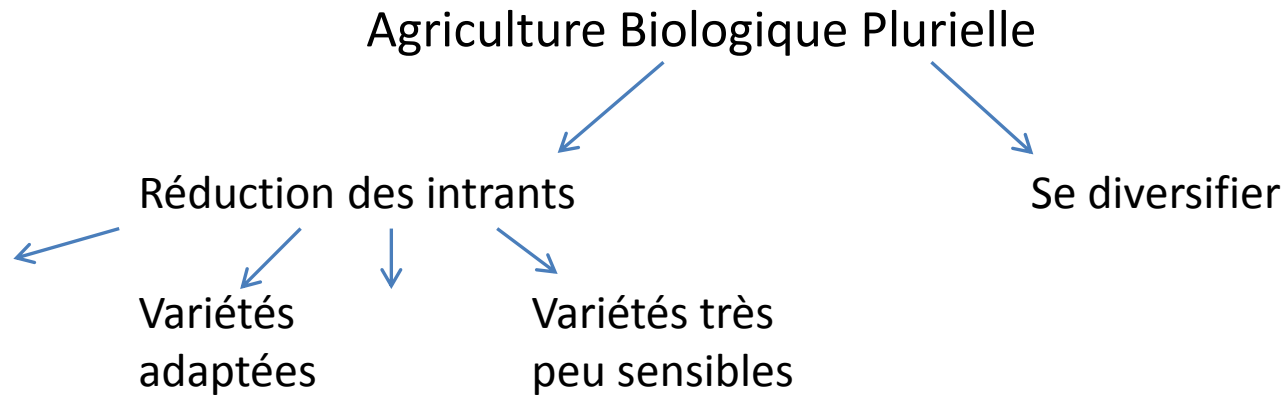 Agriculture Biologique Plurielle
Réduction des intrants
Se diversifier
Variétés
adaptées
Variétés très
peu sensibles